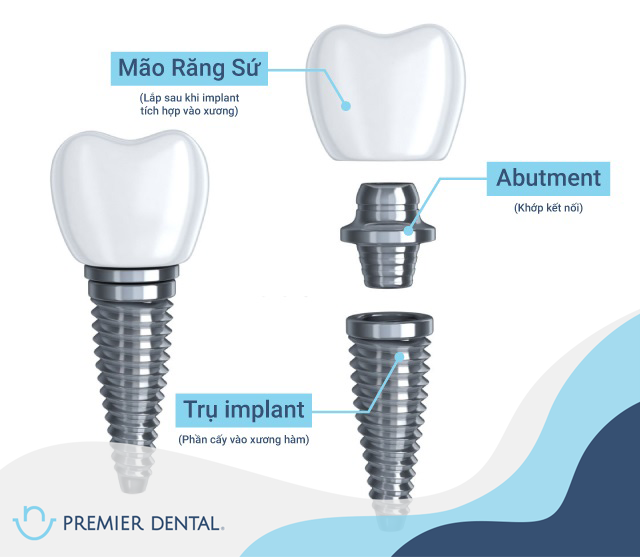 Mão Răng Sứ
(Lắp sau khi implant
tích hợp vào xương)
Abutment
(Khớp kết nối)
Trụ implant
(Phần cấy vào xương hàm)
PREMIER DENTAL®